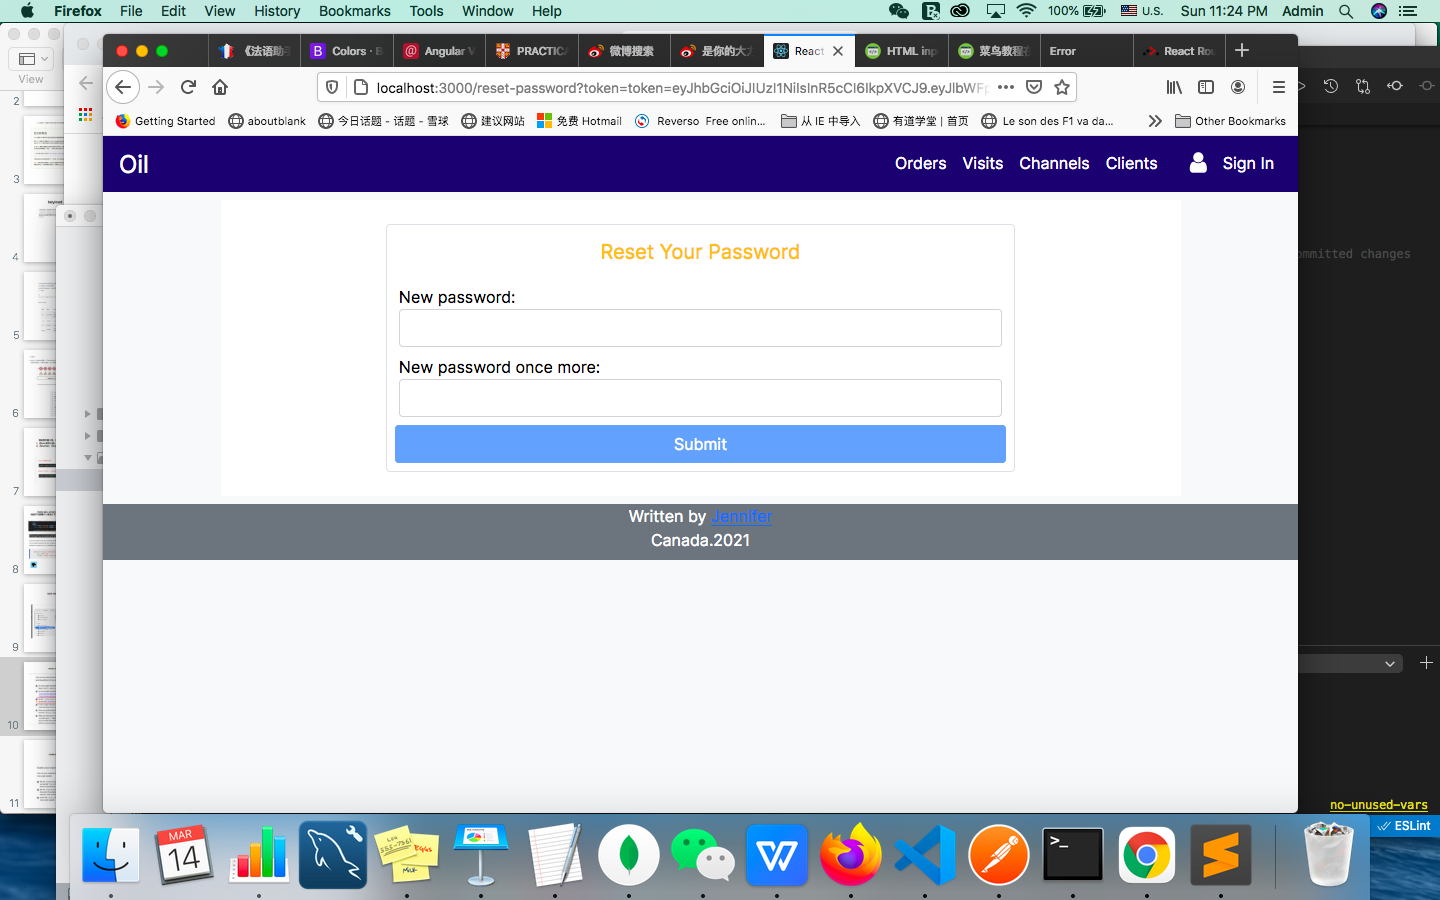 Firefox File Edit View History Bookmarks Tools Window Help 100% U.S. Sun 11:24 PM Admin
《法语助手 Colors · B Angular V PRACTICA 微博搜索 是你的大大 React HTML inp 菜鸟教程在 Error React Rou
View
localhost:3000/reset-password?token=token=eyJhbGciOiJIUzI1NiIsInR5cCI6IkpXVCJ9.eyJlbWFp
Getting Started aboutblank 今日话题 - 话题 - 雪球 建议网站 免费 Hotmail Reverso Free onlin... 从 IE 中导入 有道学堂 | 首页 Le son des F1 va da... Other Bookmarks
Oil Orders Visits Channels Clients Sign In
Reset Your Password
New password:
New password once more:
Submit
Written by Jennifer
Canada.2021
ommitted changes
2
3
4
5
6
7
8
9
10
11
no-unused-vars
ESLint
MAR
14